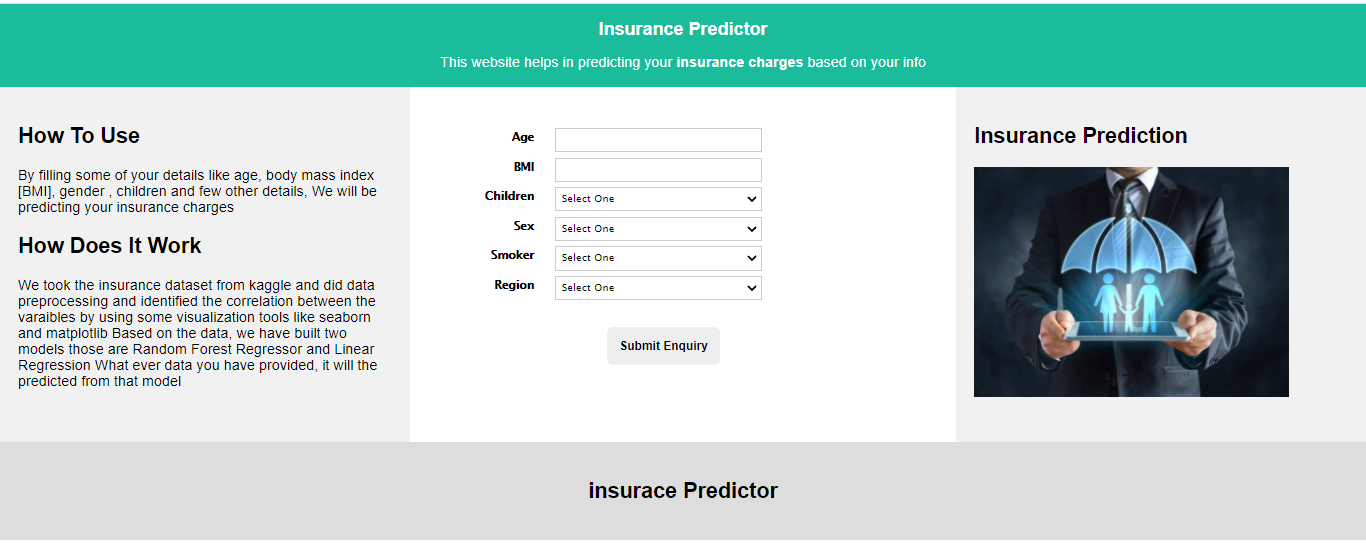 Insurance Predictor
This website helps in predicting your insurance charges based on your info
How To Use
By filling some of your details like age, body mass index
[BMI], gender , children and few other details, We will be
predicting your insurance charges
How Does It Work
We took the insurance dataset from kaggle and did data
preprocessing and identified the correlation between the
varaibles by using some visualization tools like seaborn
and matplotlib Based on the data, we have built two
models those are Random Forest Regressor and Linear
Regression What ever data you have provided, it will the
predicted from that model
Age
BMI
Children Select One
Sex Select One
Smoker Select One
Region Select One
Submit Enquiry
Insurance Prediction
insurace Predictor